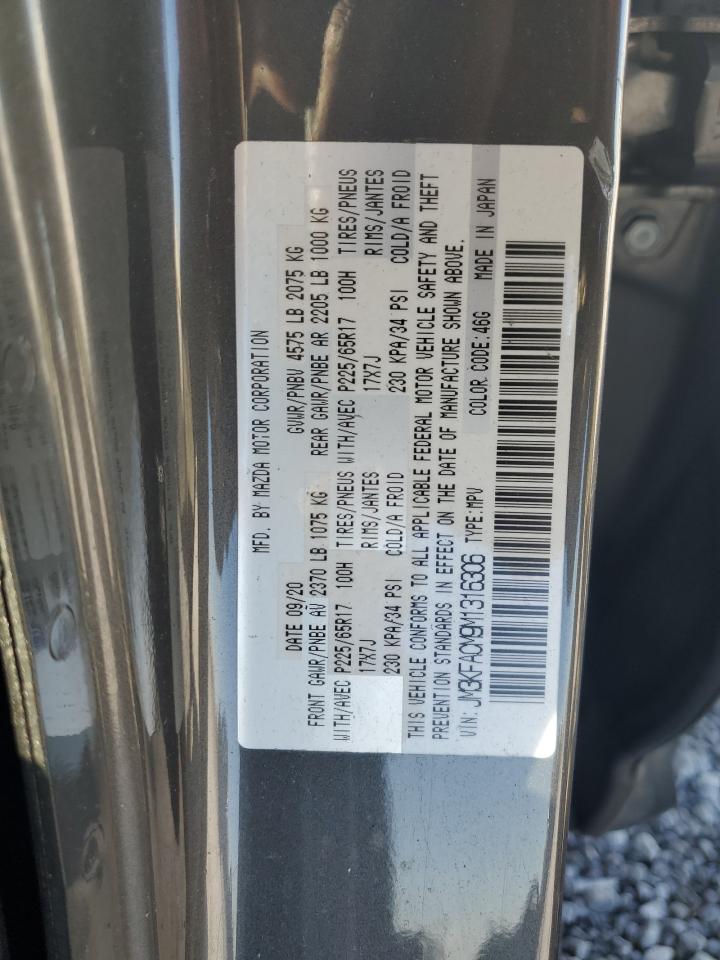 MFD. BY MAZDA MOTOR CORPORATION
DATE 09/20 GVWR/PNBV 4575 LB 2075 KG
FRONT GAWR/PNBE AV 2370 LB 1075 KG REAR GAWR/PNBE AR 2205 LB 1000 KG
WITH/AVEC P225/65R17 100H TIRES/PNEUS WITH/AVEC P225/65R17 100H TIRES/PNEUS
17X7J RIMS/JANTES 17X7J RIMS/JANTES
230 KPA/34 PSI COLD/A FROID 230 KPA/34 PSI COLD/A FROID
THIS VEHICLE CONFORMS TO ALL APPLICABLE FEDERAL MOTOR VEHICLE SAFETY AND THEFT
PREVENTION STANDARDS IN EFFECT ON THE DATE OF MANUFACTURE SHOWN ABOVE.
VIN: JM3KFACM9M1316306 TYPE:MPV COLOR CODE:46G MADE IN JAPAN